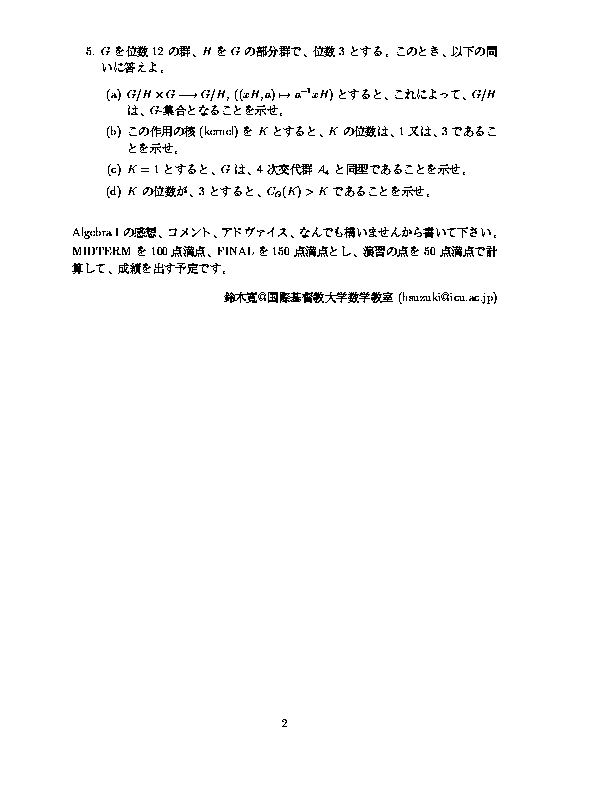 5. G を位数 12 の群、H を G の部分群で、位数 3 とする。このとき、以下の問
いに答えよ。
(a) G/H × G ⟶ G/H, ((xH, a) ↦ a⁻¹xH) とすると、これによって、G/H
は、G-集合となることを示せ。
(b) この作用の核 (kernel) を K とすると、K の位数は、1 又は、3 であるこ
とを示せ。
(c) K = 1 とすると、G は、4 次交代群 A₄ と同型であることを示せ。
(d) K の位数が、3 とすると、C_G(K) > K であることを示せ。
Algebra I の感想、コメント、アドヴァイス、なんでも構いませんから書いて下さい。
MIDTERM を 100 点満点、FINAL を 150 点満点とし、演習の点を 50 点満点で計
算して、成績を出す予定です。
鈴木寛@国際基督教大学数学教室 (hsuzuki@icu.ac.jp)
2